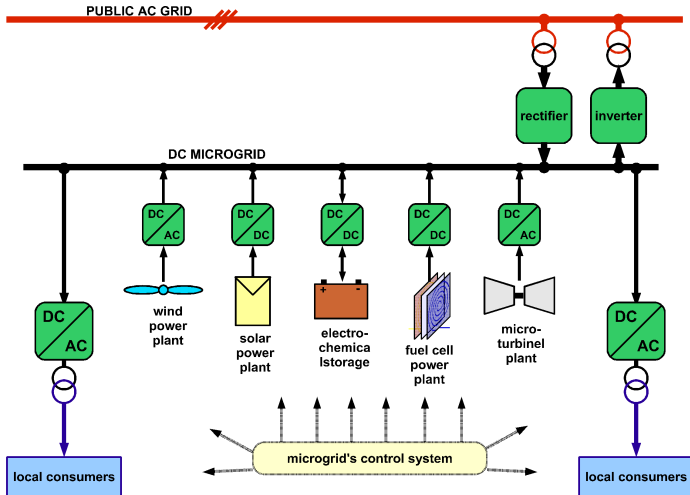 PUBLIC AC GRID
rectifier
inverter
DC MICROGRID
DC
AC
DC
DC
DC
DC
DC
DC
DC
AC
+ -
wind
power
plant
solar
power
plant
electro-
chemica
lstorage
fuel cell
power
plant
micro-
turbinel
plant
DC
AC
DC
AC
microgrid's control system
local consumers
local consumers